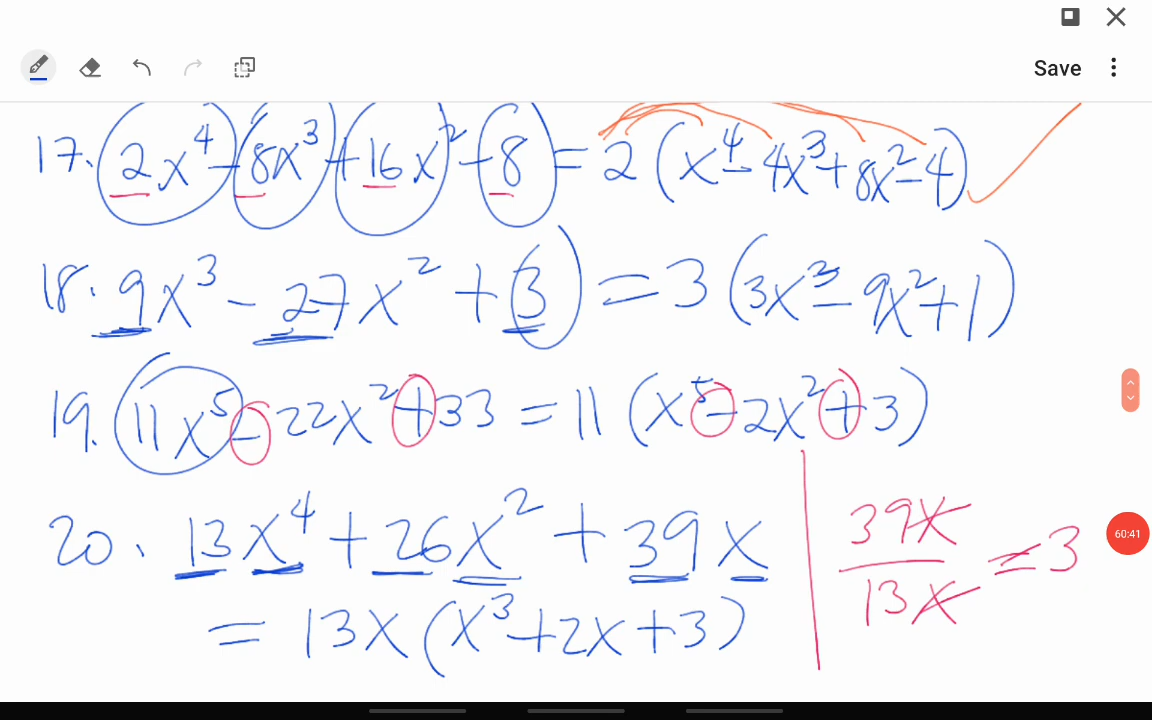 Save
17. 2x⁴ - 8x³ + 16x² - 8 = 2 (x⁴ - 4x³ + 8x² - 4)
18. 9x³ - 27x² + 3 = 3 (3x³ - 9x² + 1)
19. 11x⁵ - 22x² + 33 = 11 (x⁵ - 2x² + 3)
20. 13x⁴ + 26x² + 39x
= 13x (x³ + 2x + 3)
39x / 13x = 3
60:41